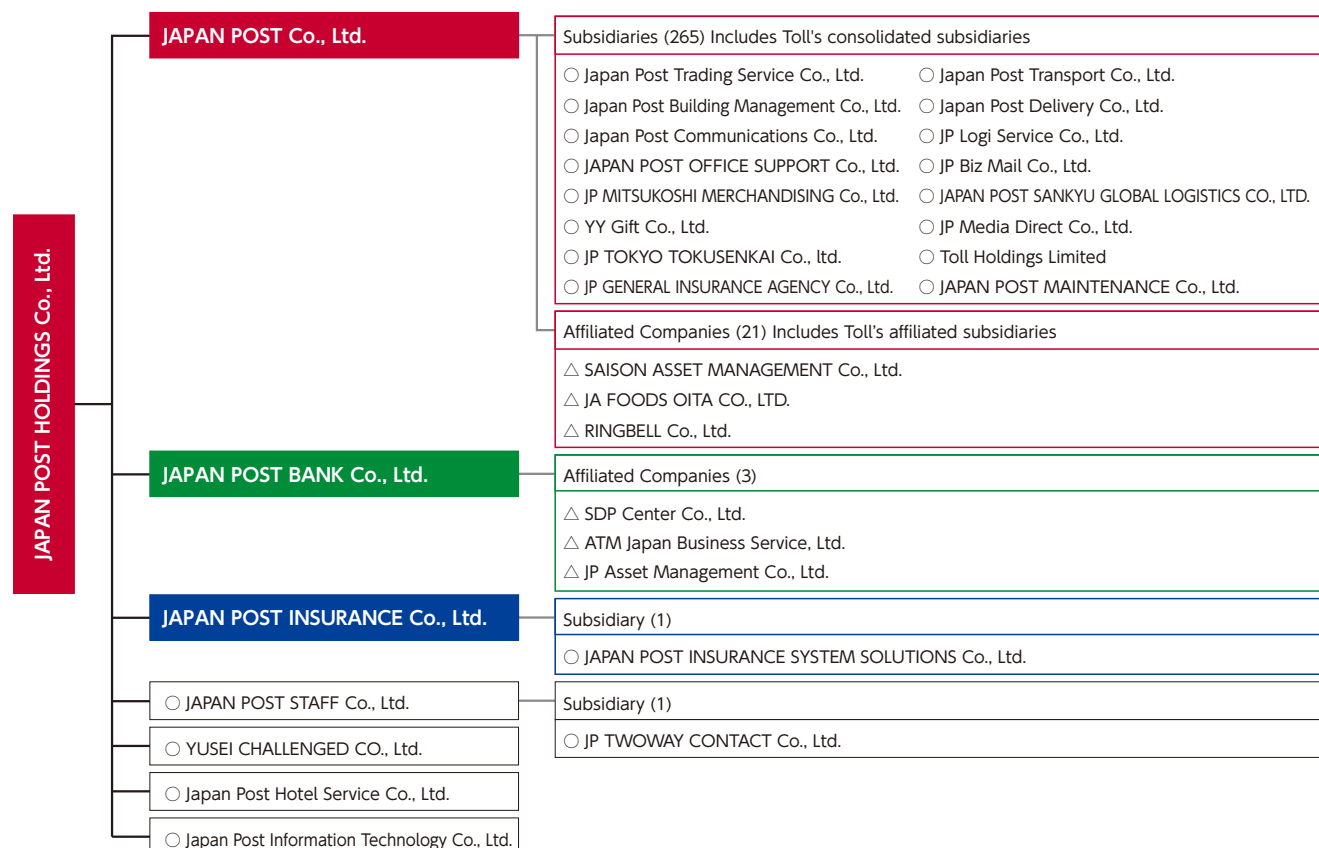 JAPAN POST HOLDINGS Co., Ltd.
JAPAN POST Co., Ltd.
Subsidiaries (265) Includes Toll's consolidated subsidiaries
○ Japan Post Trading Service Co., Ltd.
○ Japan Post Transport Co., Ltd.
○ Japan Post Building Management Co., Ltd.
○ Japan Post Delivery Co., Ltd.
○ Japan Post Communications Co., Ltd.
○ JP Logi Service Co., Ltd.
○ JAPAN POST OFFICE SUPPORT Co., Ltd.
○ JP Biz Mail Co., Ltd.
○ JP MITSUKOSHI MERCHANDISING Co., Ltd.
○ JAPAN POST SANKYU GLOBAL LOGISTICS CO., LTD.
○ YY Gift Co., Ltd.
○ JP Media Direct Co., Ltd.
○ JP TOKYO TOKUSENKAI Co., ltd.
○ Toll Holdings Limited
○ JP GENERAL INSURANCE AGENCY Co., Ltd.
○ JAPAN POST MAINTENANCE Co., Ltd.
Affiliated Companies (21) Includes Toll’s affiliated subsidiaries
△ SAISON ASSET MANAGEMENT Co., Ltd.
△ JA FOODS OITA CO., LTD.
△ RINGBELL Co., Ltd.
JAPAN POST BANK Co., Ltd.
Affiliated Companies (3)
△ SDP Center Co., Ltd.
△ ATM Japan Business Service, Ltd.
△ JP Asset Management Co., Ltd.
JAPAN POST INSURANCE Co., Ltd.
Subsidiary (1)
○ JAPAN POST INSURANCE SYSTEM SOLUTIONS Co., Ltd.
○ JAPAN POST STAFF Co., Ltd.
Subsidiary (1)
○ JP TWOWAY CONTACT Co., Ltd.
○ YUSEI CHALLENGED CO., Ltd.
○ Japan Post Hotel Service Co., Ltd.
○ Japan Post Information Technology Co., Ltd.